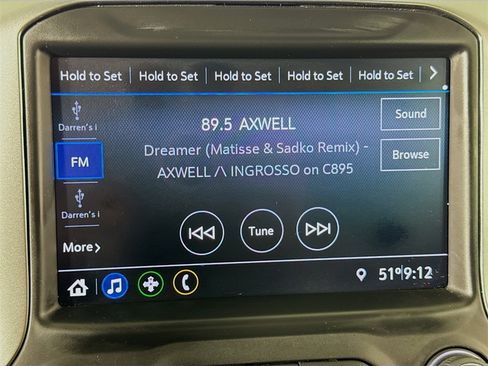 Hold to Set Hold to Set Hold to Set Hold to Set Hold to Set
Darren's i
89.5 AXWELL
Sound
FM
Dreamer (Matisse & Sadko Remix) -
AXWELL /\ INGROSSO on C895
Browse
Darren's i
Tune
More
51° 9:12